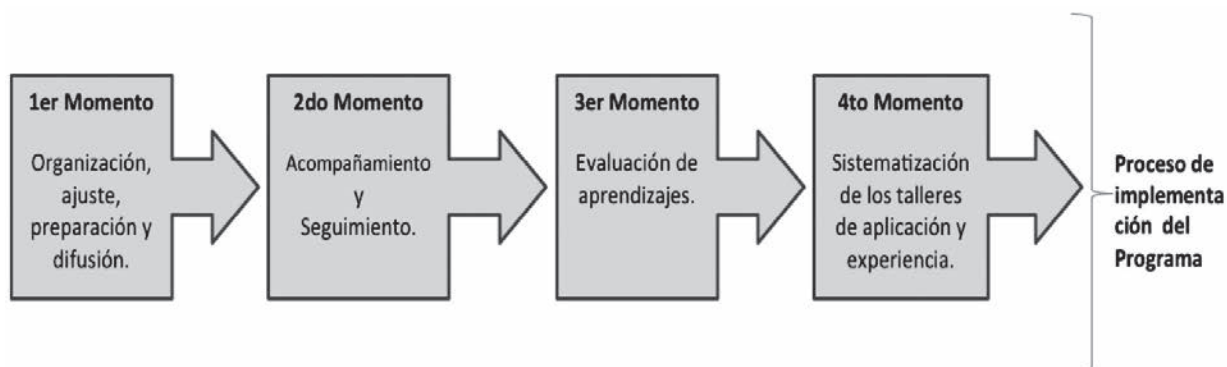 1er Momento
Organización,
ajuste,
preparación y
difusión.
2do Momento
Acompañamiento
y
Seguimiento.
3er Momento
Evaluación de
aprendizajes.
4to Momento
Sistematización
de los talleres
de aplicación y
experiencia.
Proceso de
implementa
ción del
Programa